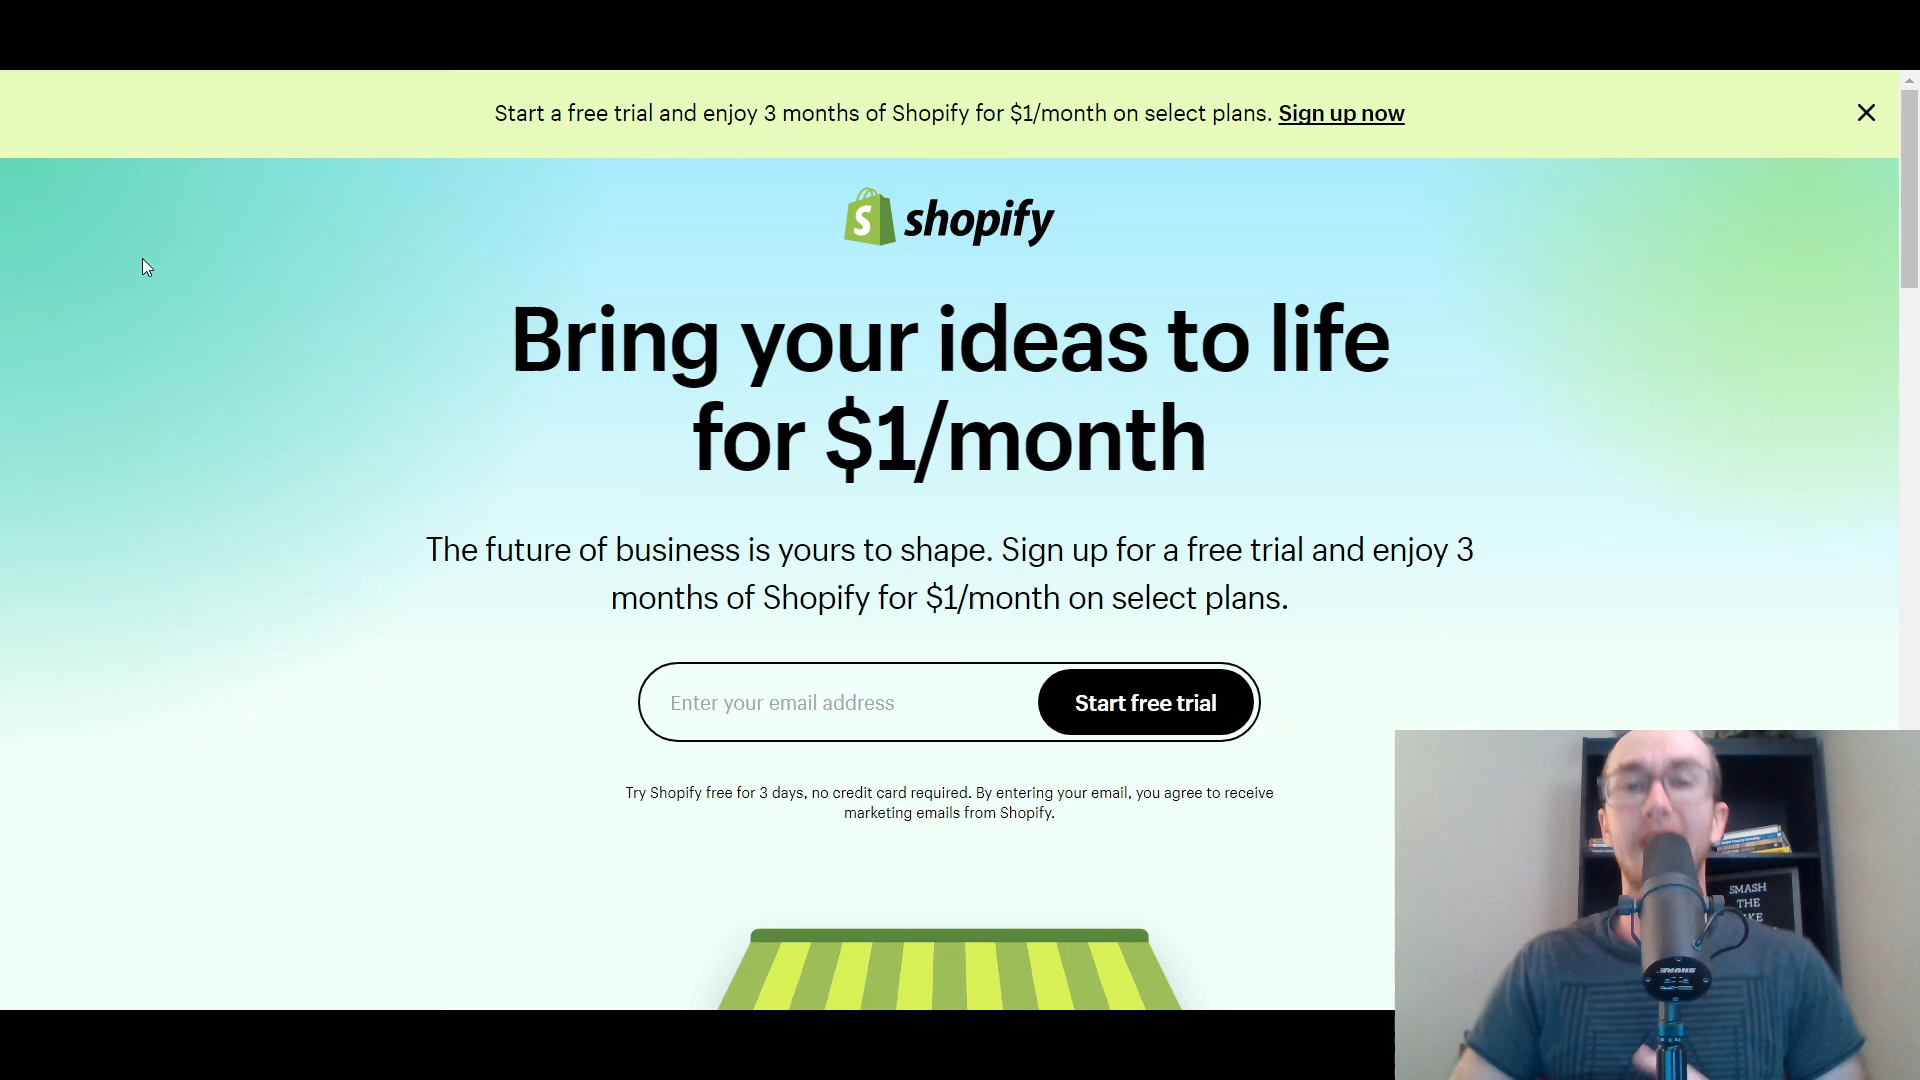 Start a free trial and enjoy 3 months of Shopify for $1/month on select plans. Sign up now
shopify
Bring your ideas to life
for $1/month
The future of business is yours to shape. Sign up for a free trial and enjoy 3
months of Shopify for $1/month on select plans.
Enter your email address
Start free trial
Try Shopify free for 3 days, no credit card required. By entering your email, you agree to receive
marketing emails from Shopify.
SMASH
THE
SHURE